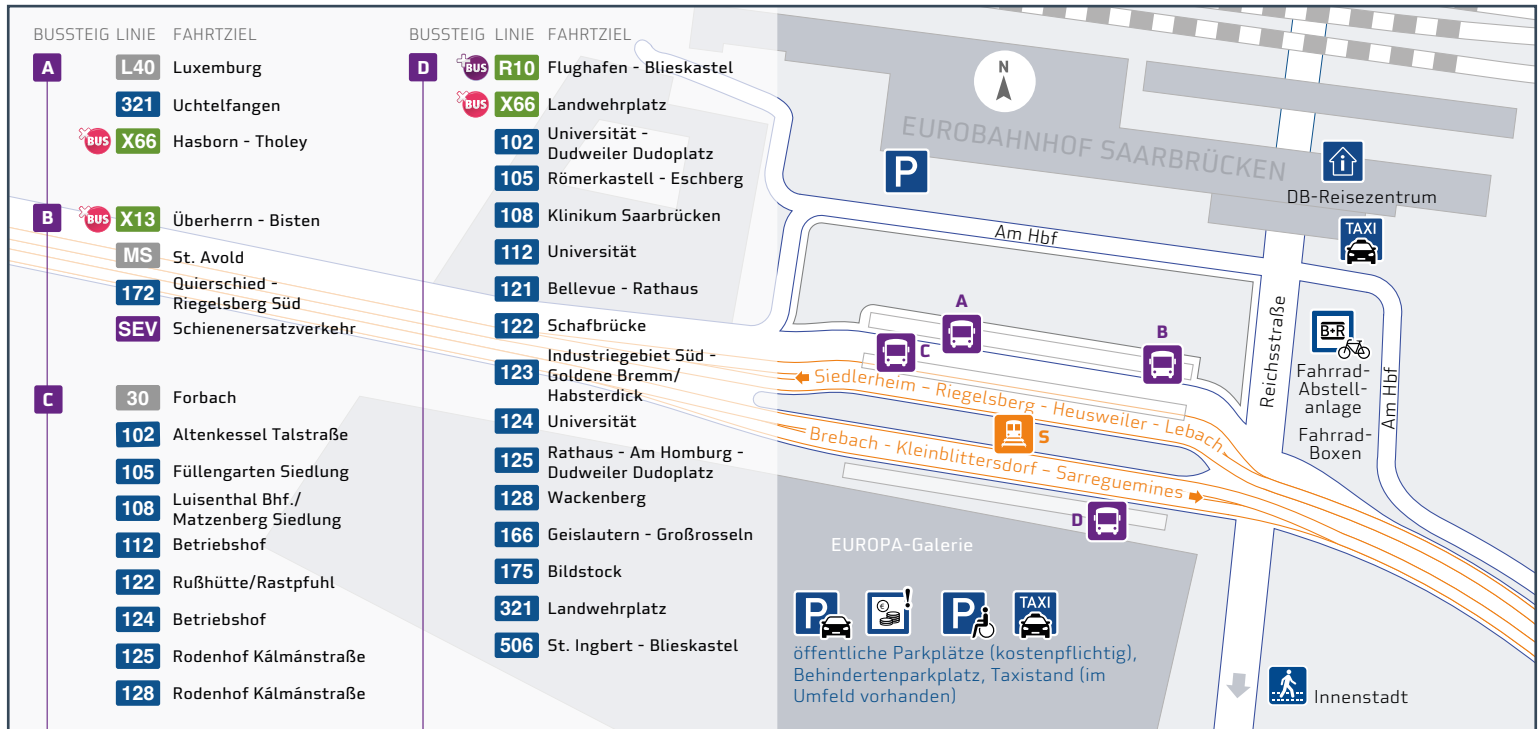 BUSSTEIG LINIE FAHRTZIEL
A L40 Luxemburg
321 Uchtelfangen
×BUS X66 Hasborn - Tholey
B ×BUS X13 Überherrn - Bisten
MS St. Avold
172 Quierschied -
Riegelsberg Süd
SEV Schienenersatzverkehr
C 30 Forbach
102 Altenkessel Talstraße
105 Füllengarten Siedlung
108 Luisenthal Bhf./
Matzenberg Siedlung
112 Betriebshof
122 Rußhütte/Rastpfuhl
124 Betriebshof
125 Rodenhof Kálmánstraße
128 Rodenhof Kálmánstraße
BUSSTEIG LINIE FAHRTZIEL
D +BUS R10 Flughafen - Blieskastel
×BUS X66 Landwehrplatz
102 Universität -
Dudweiler Dudoplatz
105 Römerkastell - Eschberg
108 Klinikum Saarbrücken
112 Universität
121 Bellevue - Rathaus
122 Schafbrücke
123 Industriegebiet Süd -
Goldene Bremm/
Habsterdick
124 Universität
125 Rathaus - Am Homburg -
Dudweiler Dudoplatz
128 Wackenberg
166 Geislautern - Großrosseln
175 Bildstock
321 Landwehrplatz
506 St. Ingbert - Blieskastel
N
EUROBAHNHOF SAARBRÜCKEN
P
DB-Reisezentrum
TAXI
Am Hbf
A
B
C
Reichsstraße
B+R
Fahrrad-
Abstell-
anlage
Fahrrad-
Boxen
Am Hbf
Siedlerheim - Riegelsberg - Heusweiler - Lebach
S
Brebach - Kleinblittersdorf - Sarreguemines
D
EUROPA-Galerie
P € ! P TAXI
öffentliche Parkplätze (kostenpflichtig),
Behindertenparkplatz, Taxistand (im
Umfeld vorhanden)
Innenstadt